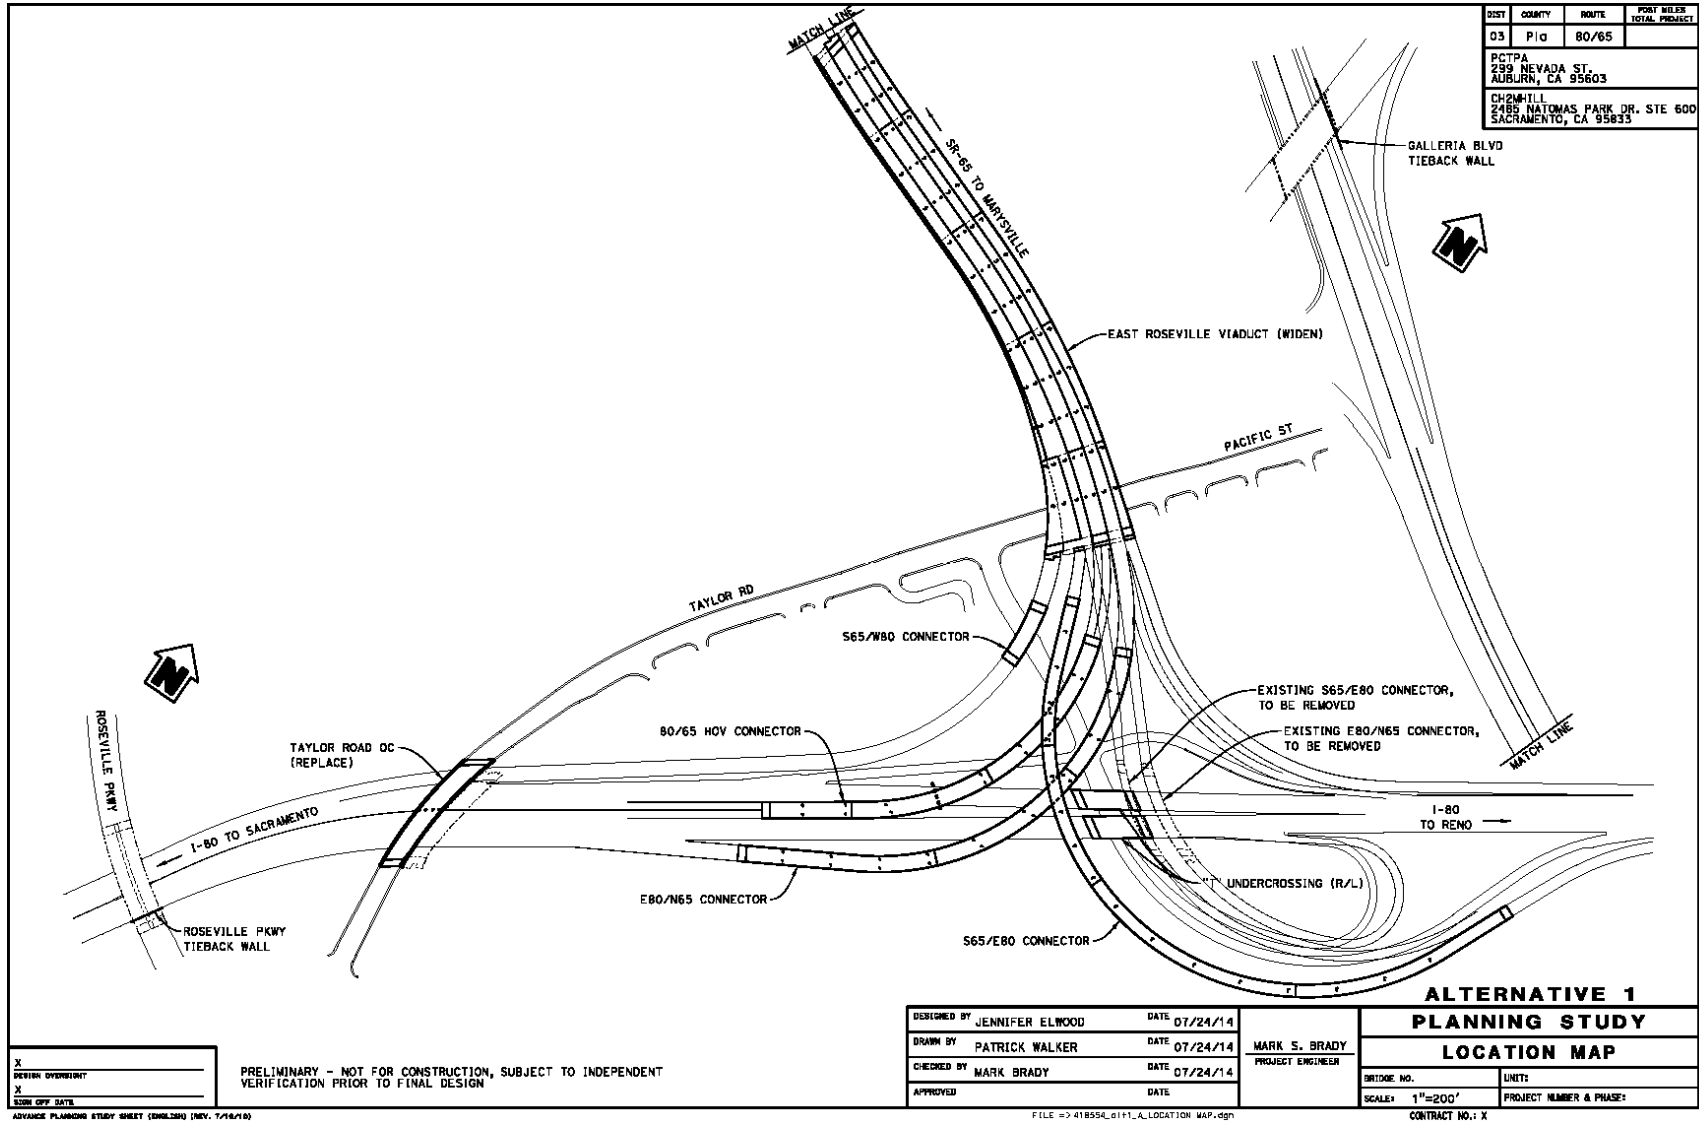 DIST COUNTY ROUTE POST MILES TOTAL PROJECT
03 Pla 80/65
PCTPA
299 NEVADA ST.
AUBURN, CA 95603
CH2MHILL
2485 NATOMAS PARK DR. STE 600
SACRAMENTO, CA 95833
MATCH LINE
SR-65 TO MARYSVILLE
GALLERIA BLVD
TIEBACK WALL
N
EAST ROSEVILLE VIADUCT (WIDEN)
PACIFIC ST
TAYLOR RD
S65/W80 CONNECTOR
N
EXISTING S65/E80 CONNECTOR,
TO BE REMOVED
EXISTING E80/N65 CONNECTOR,
TO BE REMOVED
MATCH LINE
ROSEVILLE PKWY
TAYLOR ROAD OC
(REPLACE)
80/65 HOV CONNECTOR
I-80 TO SACRAMENTO
I-80
TO RENO
"T" UNDERCROSSING (R/L)
E80/N65 CONNECTOR
ROSEVILLE PKWY
TIEBACK WALL
S65/E80 CONNECTOR
ALTERNATIVE 1
PLANNING STUDY
LOCATION MAP
DESIGNED BY JENNIFER ELWOOD DATE 07/24/14
DRAWN BY PATRICK WALKER DATE 07/24/14
CHECKED BY MARK BRADY DATE 07/24/14
APPROVED DATE
MARK S. BRADY
PROJECT ENGINEER
BRIDGE NO. UNIT:
SCALE: 1"=200' PROJECT NUMBER & PHASE:
CONTRACT NO.: X
X
DESIGN OVERSIGHT
X
SIGN OFF DATE
PRELIMINARY - NOT FOR CONSTRUCTION, SUBJECT TO INDEPENDENT
VERIFICATION PRIOR TO FINAL DESIGN
ADVANCE PLANNING STUDY SHEET (ENGLISH) (REV. 7/16/10)
FILE => 418554_alt1_A_LOCATION MAP.dgn